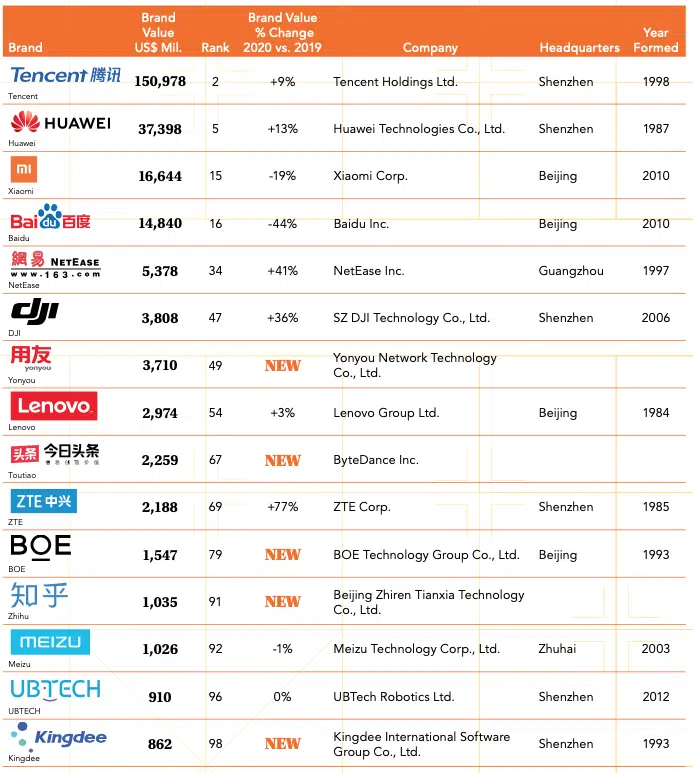 Brand
Brand Value US$ Mil.
Rank
Brand Value % Change 2020 vs. 2019
Company
Headquarters
Year Formed
Tencent 腾讯
Tencent
150,978 2 +9% Tencent Holdings Ltd. Shenzhen 1998
HUAWEI
Huawei
37,398 5 +13% Huawei Technologies Co., Ltd. Shenzhen 1987
mi
Xiaomi
16,644 15 -19% Xiaomi Corp. Beijing 2010
Bai du 百度
Baidu
14,840 16 -44% Baidu Inc. Beijing 2010
網易 NETEASE
www.163.com
NetEase
5,378 34 +41% NetEase Inc. Guangzhou 1997
dji
DJI
3,808 47 +36% SZ DJI Technology Co., Ltd. Shenzhen 2006
用友
yonyou
Yonyou
3,710 49 NEW Yonyou Network Technology
Co., Ltd.
Lenovo
Lenovo
2,974 54 +3% Lenovo Group Ltd. Beijing 1984
头条 今日头条
Toutiao
2,259 67 NEW ByteDance Inc.
ZTE中兴
ZTE
2,188 69 +77% ZTE Corp. Shenzhen 1985
BOE
BOE
1,547 79 NEW BOE Technology Group Co., Ltd. Beijing 1993
知乎
Zhihu
1,035 91 NEW Beijing Zhiren Tianxia Technology
Co., Ltd.
MEIZU
Meizu
1,026 92 -1% Meizu Technology Corp., Ltd. Zhuhai 2003
UBTECH
UBTECH
910 96 0% UBTech Robotics Ltd. Shenzhen 2012
Kingdee
Kingdee
862 98 NEW Kingdee International Software
Group Co., Ltd. Shenzhen 1993